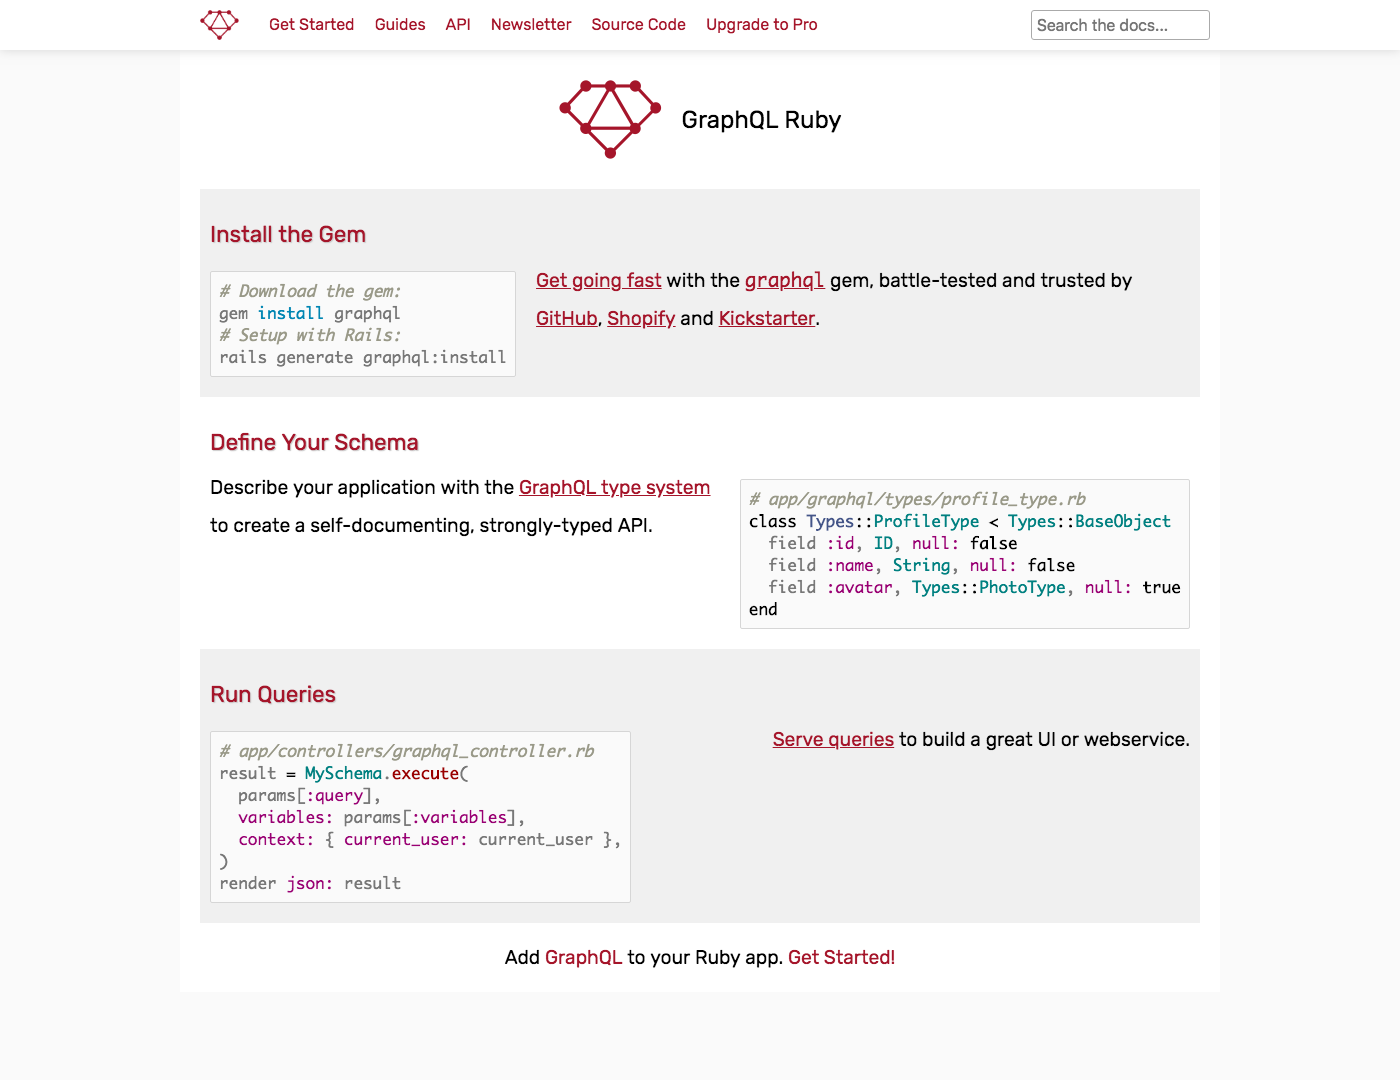 Get Started Guides API Newsletter Source Code Upgrade to Pro Search the docs...
GraphQL Ruby
Install the Gem
# Download the gem:
gem install graphql
# Setup with Rails:
rails generate graphql:install
Get going fast with the graphql gem, battle-tested and trusted by
GitHub, Shopify and Kickstarter.
Define Your Schema
Describe your application with the GraphQL type system
to create a self-documenting, strongly-typed API.
# app/graphql/types/profile_type.rb
class Types::ProfileType < Types::BaseObject
  field :id, ID, null: false
  field :name, String, null: false
  field :avatar, Types::PhotoType, null: true
end
Run Queries
# app/controllers/graphql_controller.rb
result = MySchema.execute(
  params[:query],
  variables: params[:variables],
  context: { current_user: current_user },
)
render json: result
Serve queries to build a great UI or webservice.
Add GraphQL to your Ruby app. Get Started!